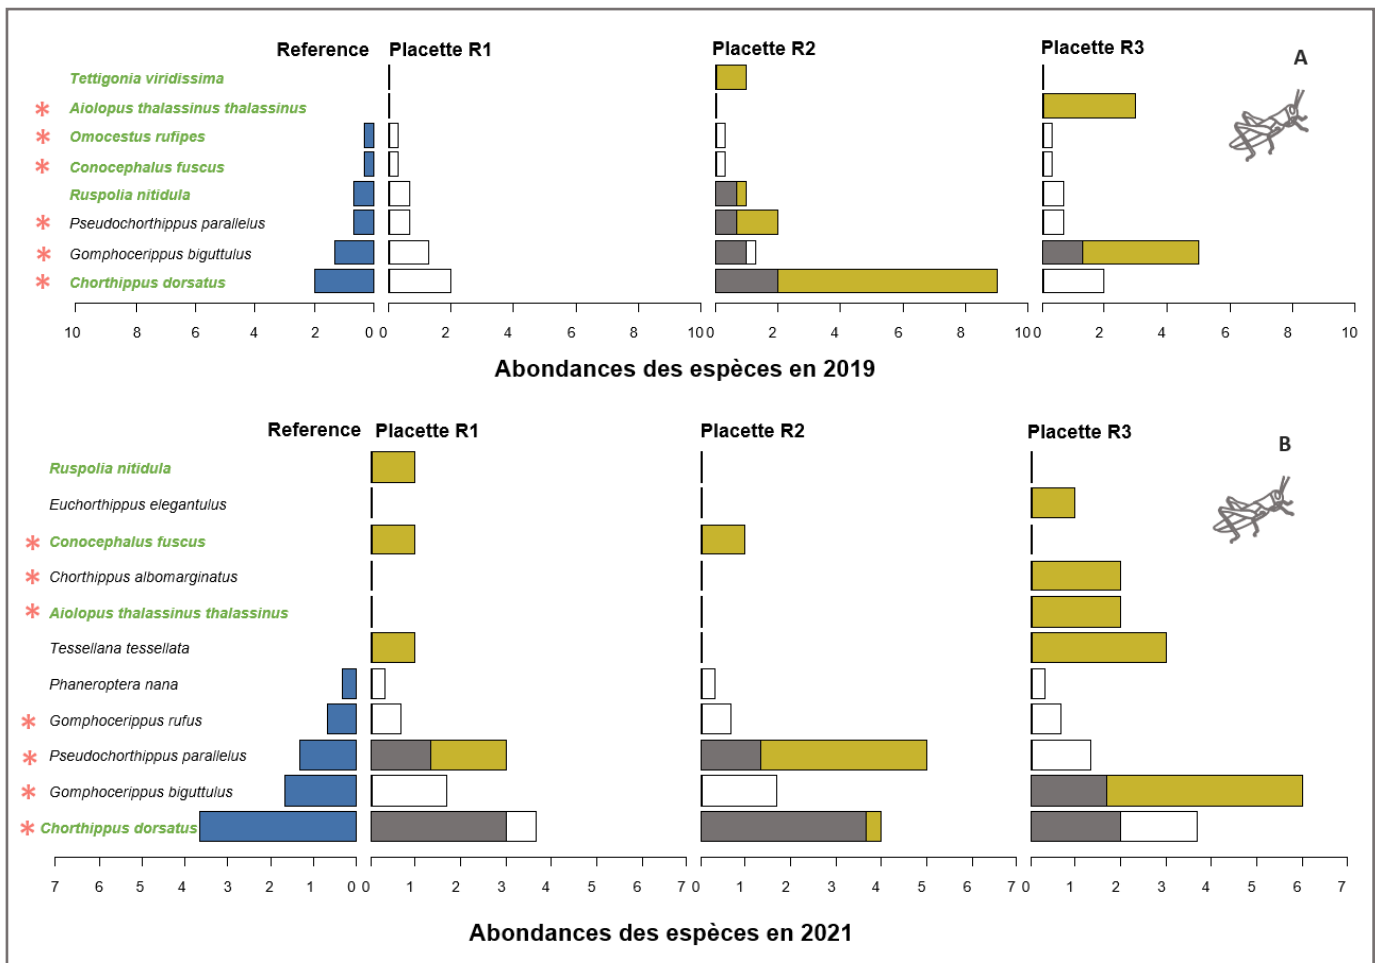 Reference Placette R1 Placette R2 Placette R3
A
Tettigonia viridissima
* Aiolopus thalassinus thalassinus
* Omocestus rufipes
* Conocephalus fuscus
Ruspolia nitidula
* Pseudochorthippus parallelus
* Gomphocerippus biguttulus
* Chorthippus dorsatus
10 8 6 4 2 0 0 2 4 6 8 10 0 2 4 6 8 10 0 2 4 6 8 10
Abondances des espèces en 2019
Reference Placette R1 Placette R2 Placette R3
B
Ruspolia nitidula
Euchorthippus elegantulus
* Conocephalus fuscus
* Chorthippus albomarginatus
* Aiolopus thalassinus thalassinus
Tessellana tessellata
Phaneroptera nana
* Gomphocerippus rufus
* Pseudochorthippus parallelus
* Gomphocerippus biguttulus
* Chorthippus dorsatus
7 6 5 4 3 2 1 0 0 1 2 3 4 5 6 7 0 1 2 3 4 5 6 7 0 1 2 3 4 5 6 7
Abondances des espèces en 2021